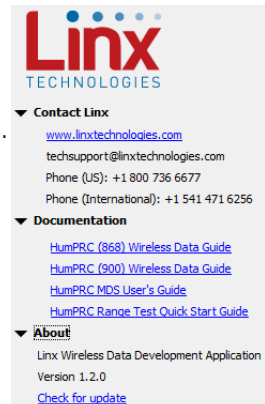 Linx
TECHNOLOGIES
Contact Linx
www.linxtechnologies.com
techsupport@linxtechnologies.com
Phone (US): +1 800 736 6677
Phone (International): +1 541 471 6256
Documentation
HumPRC (868) Wireless Data Guide
HumPRC (900) Wireless Data Guide
HumPRC MDS User's Guide
HumPRC Range Test Quick Start Guide
About
Linx Wireless Data Development Application
Version 1.2.0
Check for update